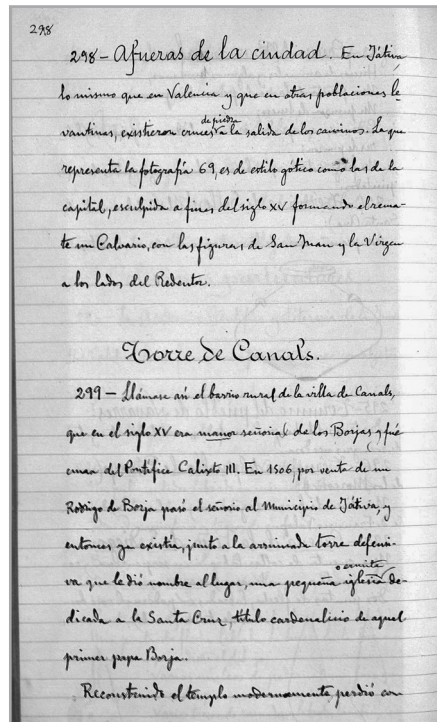 298
298- Afueras de la ciudad. En Játiva
lo mismo que en Valencia y que en otras poblaciones le-
vantinas, existieron cruces de piedra a la salida de los caminos. La que
representa la fotografía 69, es de estilo gótico como las de la
capital, esculpida a fines del siglo XV formando el rema-
te un Calvario, con las figuras de San Juan y la Virgen
a los lados del Redentor.
Torre de Canals.
299- Llámase así el barrio rural de la villa de Canals,
que en el siglo XV era manor señorial de los Borjas y fué
cuna del Pontífice Calixto III. En 1506, por venta de un
Rodrigo de Borja pasó el señorio al Municipio de Játiva, y
entonces ya existía, junto a la arruinada torre defensi-
va que le dió nombre al lugar, una pequeña iglesia o ermita de-
dicada a la Santa Cruz, título cardenalicio de aquel
primer papa Borja.
Reconstruido el templo modernamente, perdió con